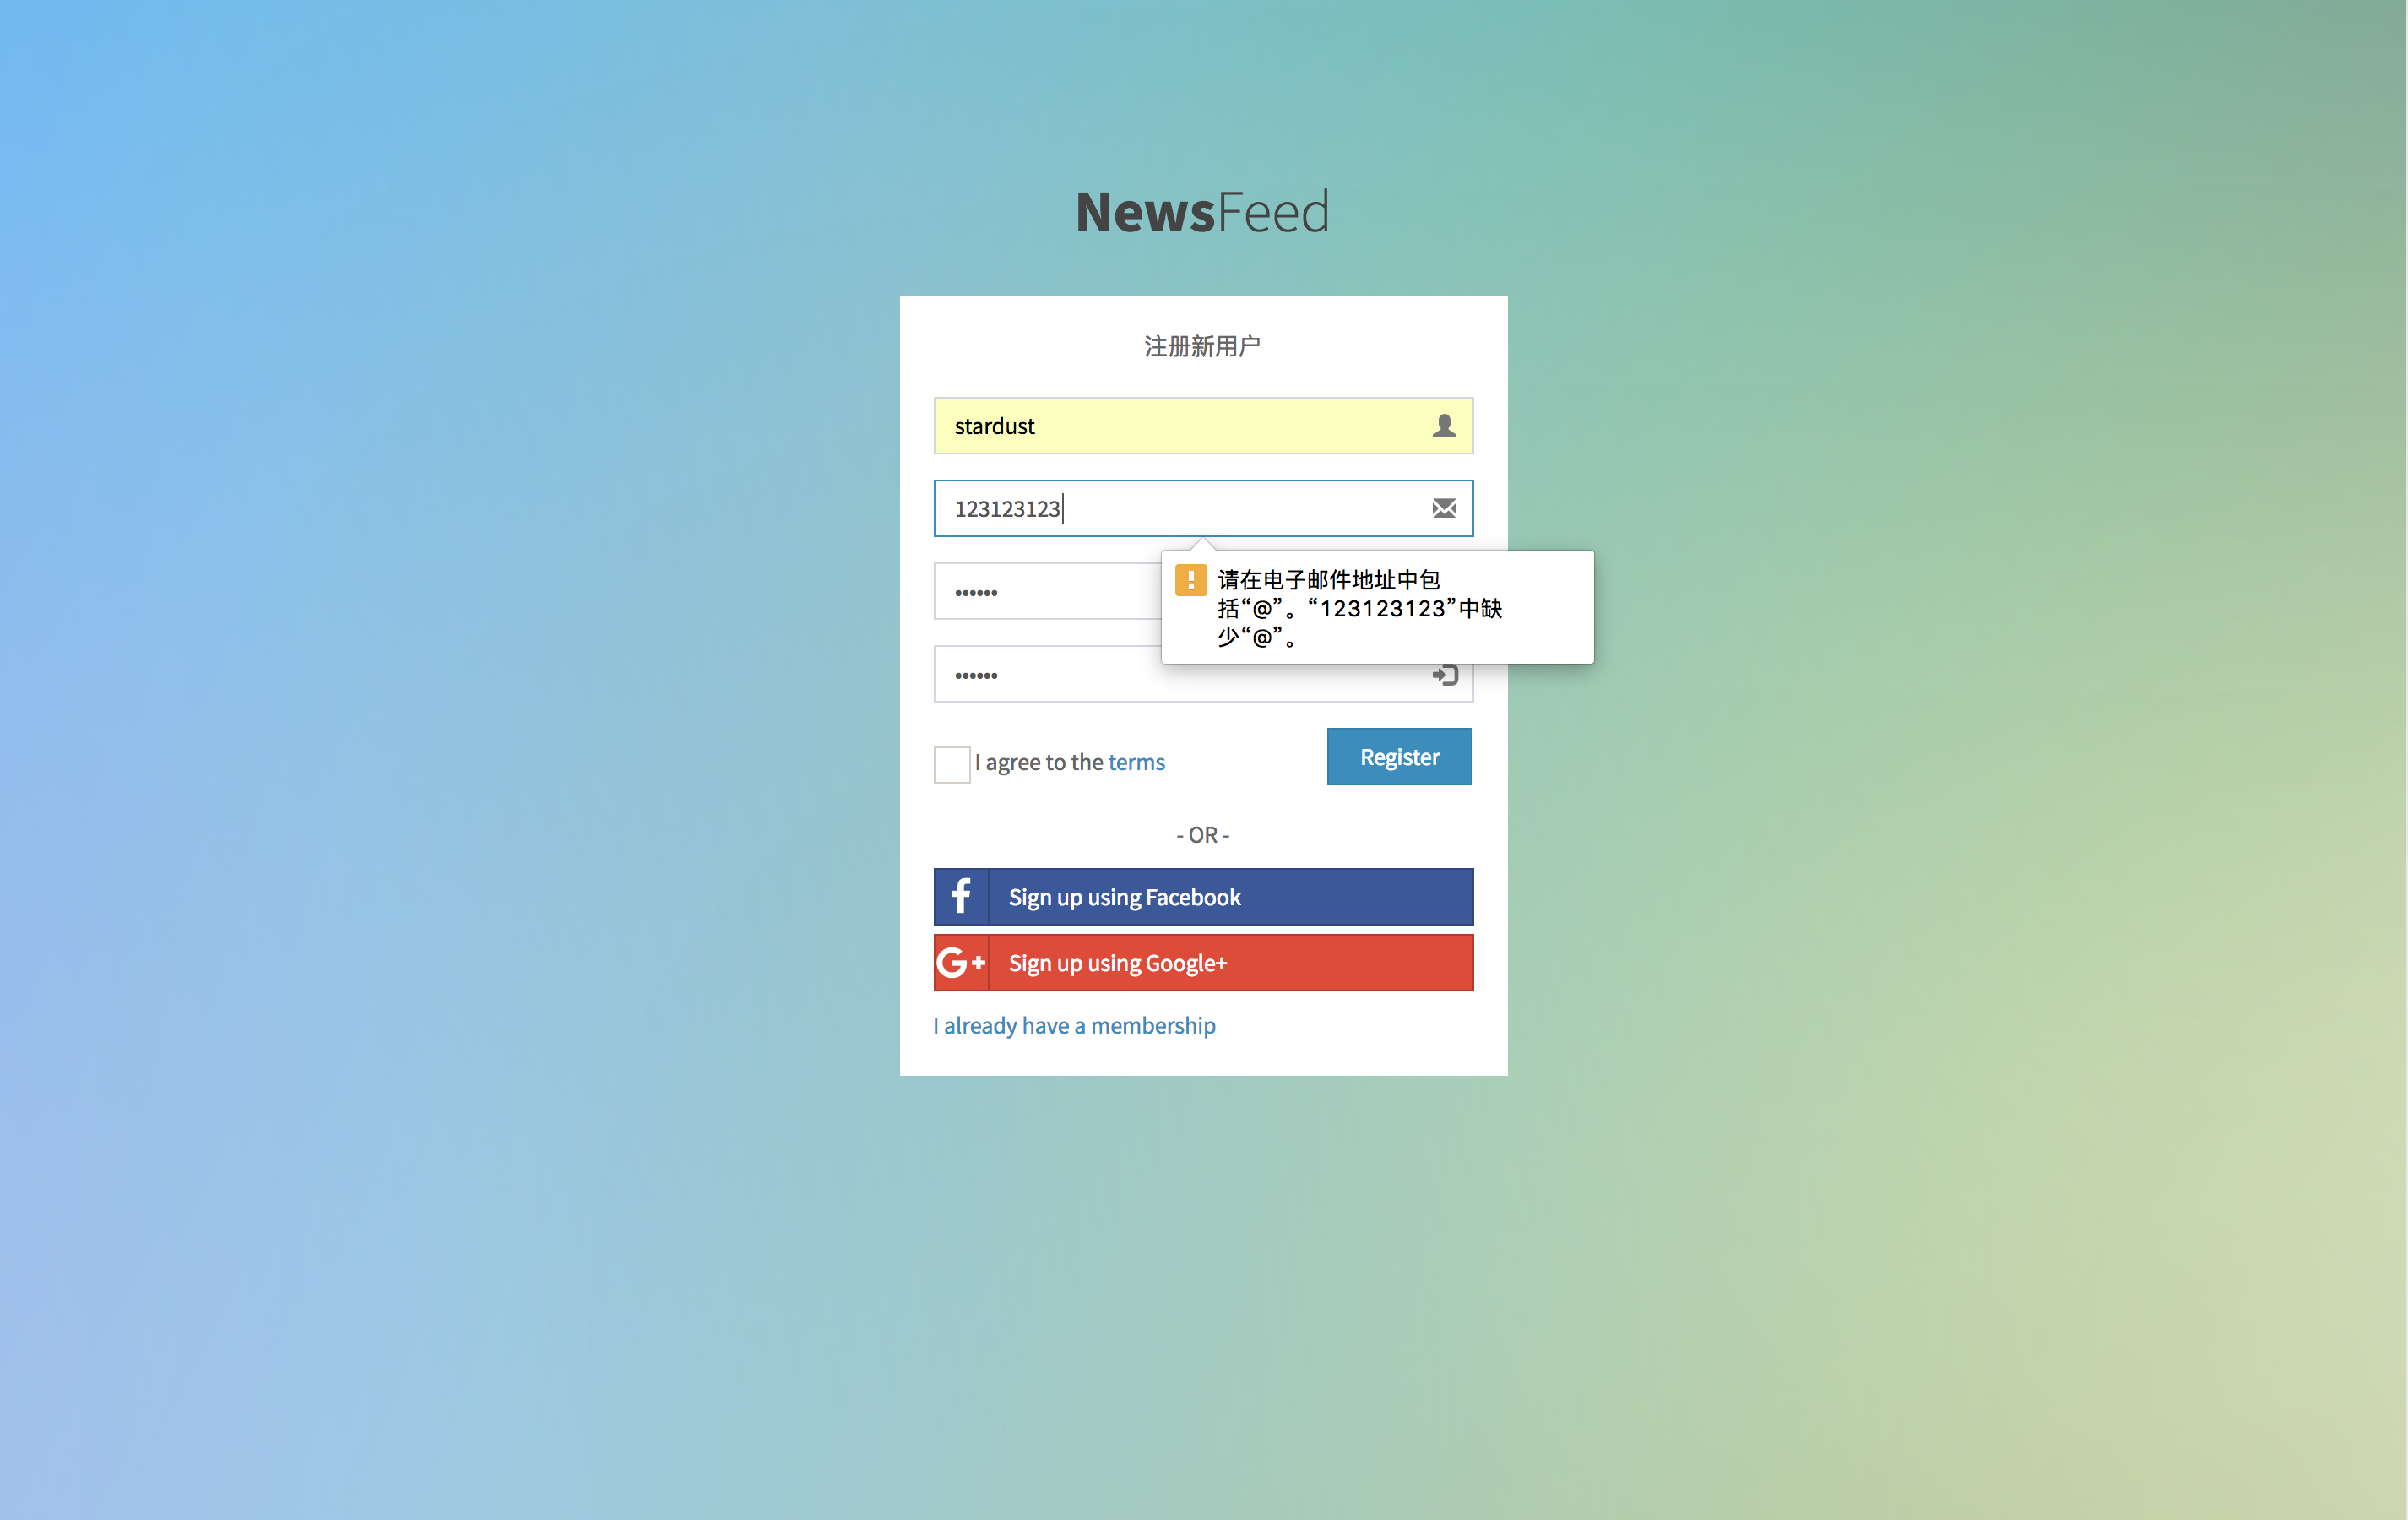 NewsFeed
注册新用户
stardust
123123123
请在电子邮件地址中包
括“@”。“123123123”中缺
少“@”。
••••••
••••••
I agree to the terms
Register
- OR -
Sign up using Facebook
G+ Sign up using Google+
I already have a membership